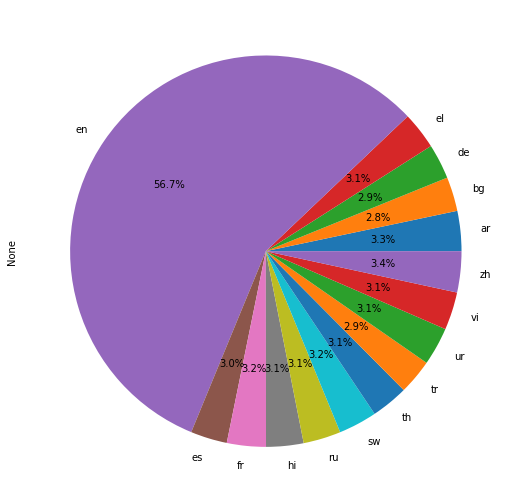 el
de
en
bg
3.1%
56.7%
2.9%
2.8%
ar
3.3%
None
3.4%
zh
3.1%
vi
3.1%
2.9%
ur
3.1%
3.2%
3.0%
3.2%
3.1%
3.1%
tr
th
sw
es
fr
hi
ru